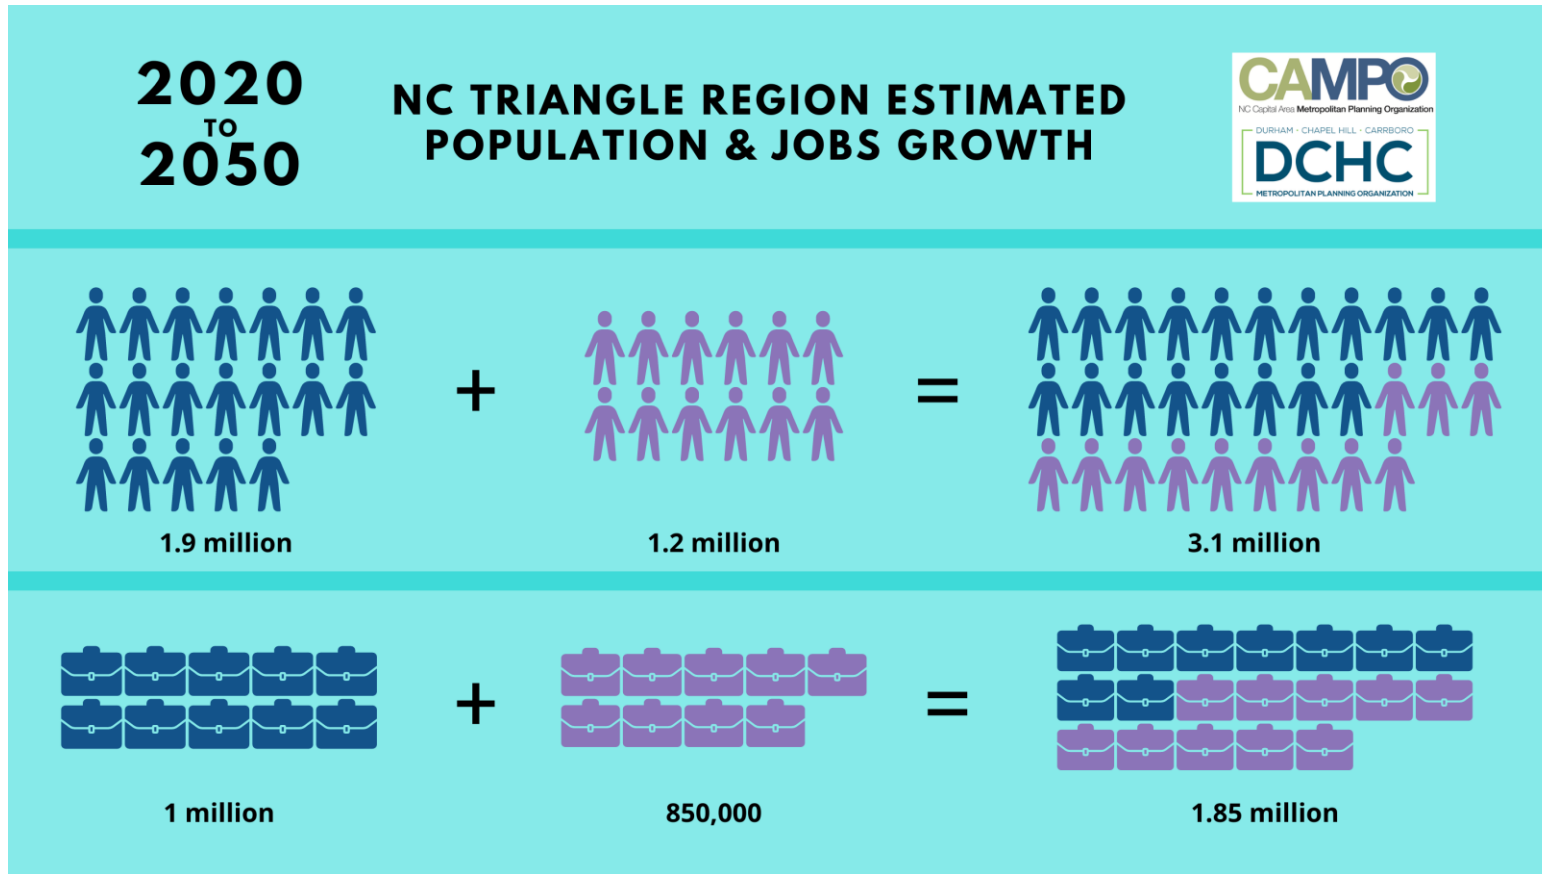 2020
TO
2050
NC TRIANGLE REGION ESTIMATED
POPULATION & JOBS GROWTH
CAMPO
NC Capital Area Metropolitan Planning Organization
DURHAM · CHAPEL HILL · CARRBORO
DCHC
METROPOLITAN PLANNING ORGANIZATION
+
=
1.9 million
1.2 million
3.1 million
+
=
1 million
850,000
1.85 million